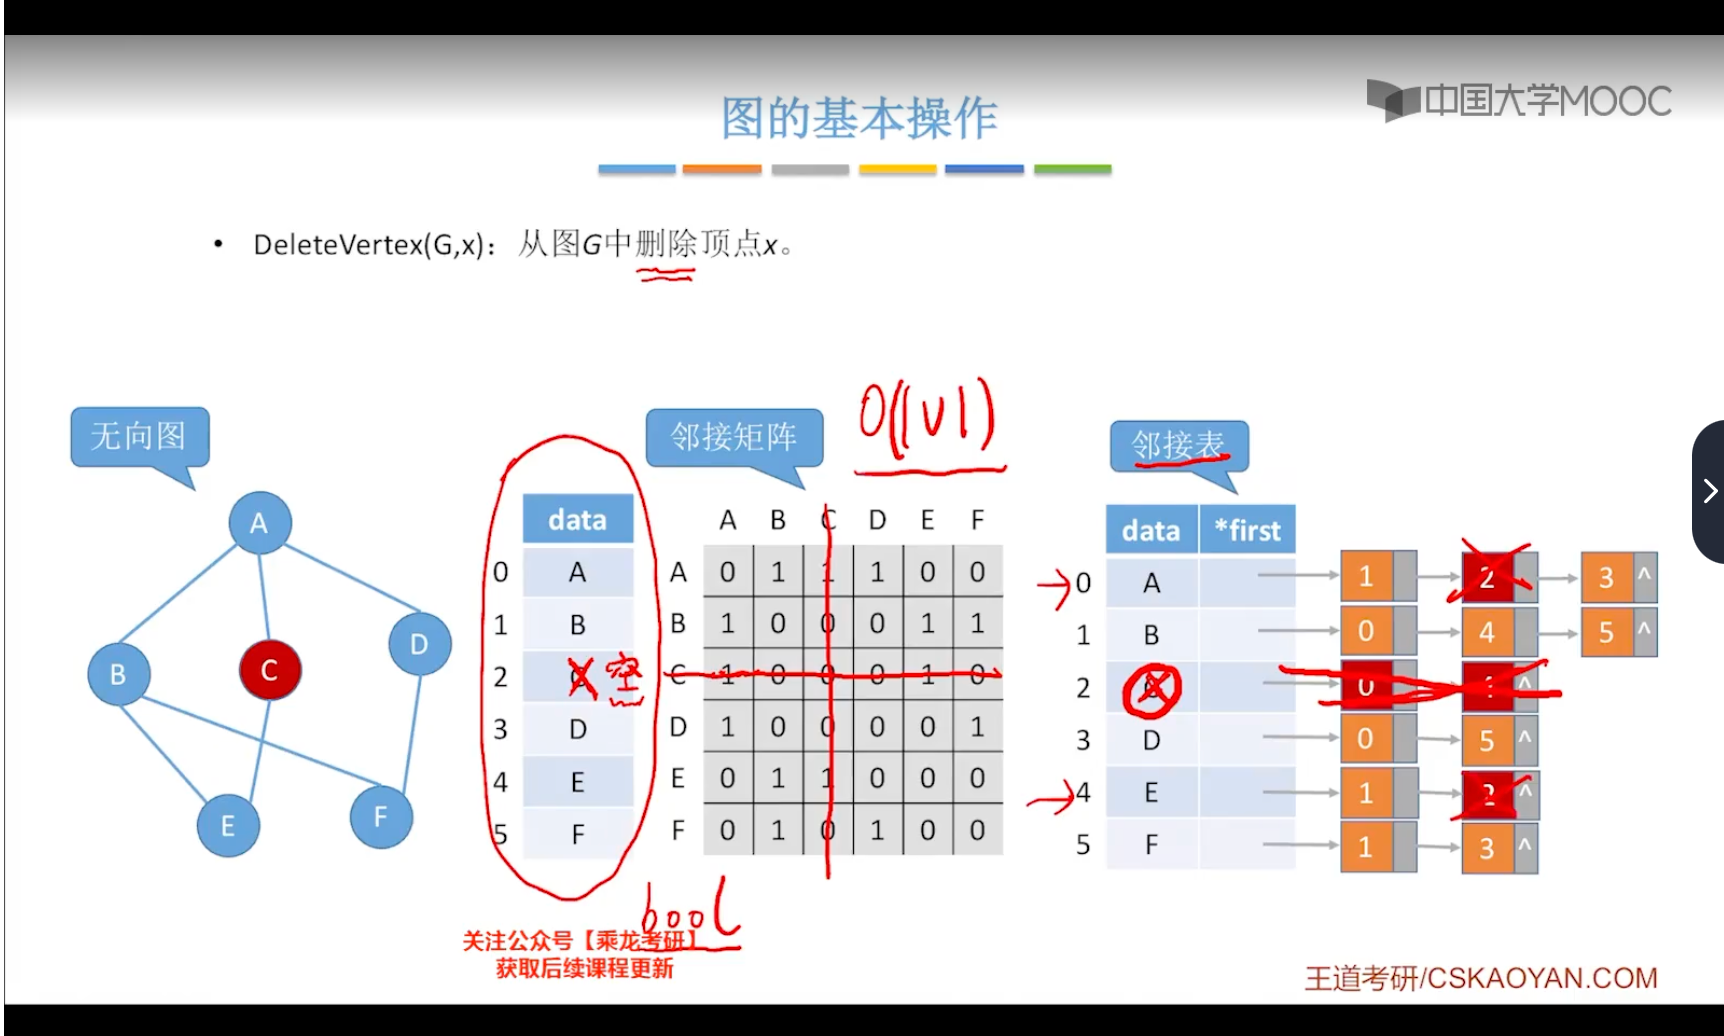 中国大学MOOC
图的基本操作
• DeleteVertex(G,x)：从图G中删除顶点x。
无向图
邻接矩阵
O(|V|)
邻接表
A
B
C
D
E
F
data
0 A
1 B
2 C 空
3 D
4 E
5 F
A B C D E F
A 0 1 1 1 0 0
B 1 0 0 0 1 1
C 1 0 0 0 1 0
D 1 0 0 0 0 1
E 0 1 1 0 0 0
F 0 1 0 1 0 0
bool
data *first
0 A 1 2 3 ^
1 B 0 4 5 ^
2 0 ^
3 D 0 5 ^
4 E 1 2 ^
5 F 1 3 ^
关注公众号【乘龙考研】
获取后续课程更新
王道考研/CSKAOYAN.COM